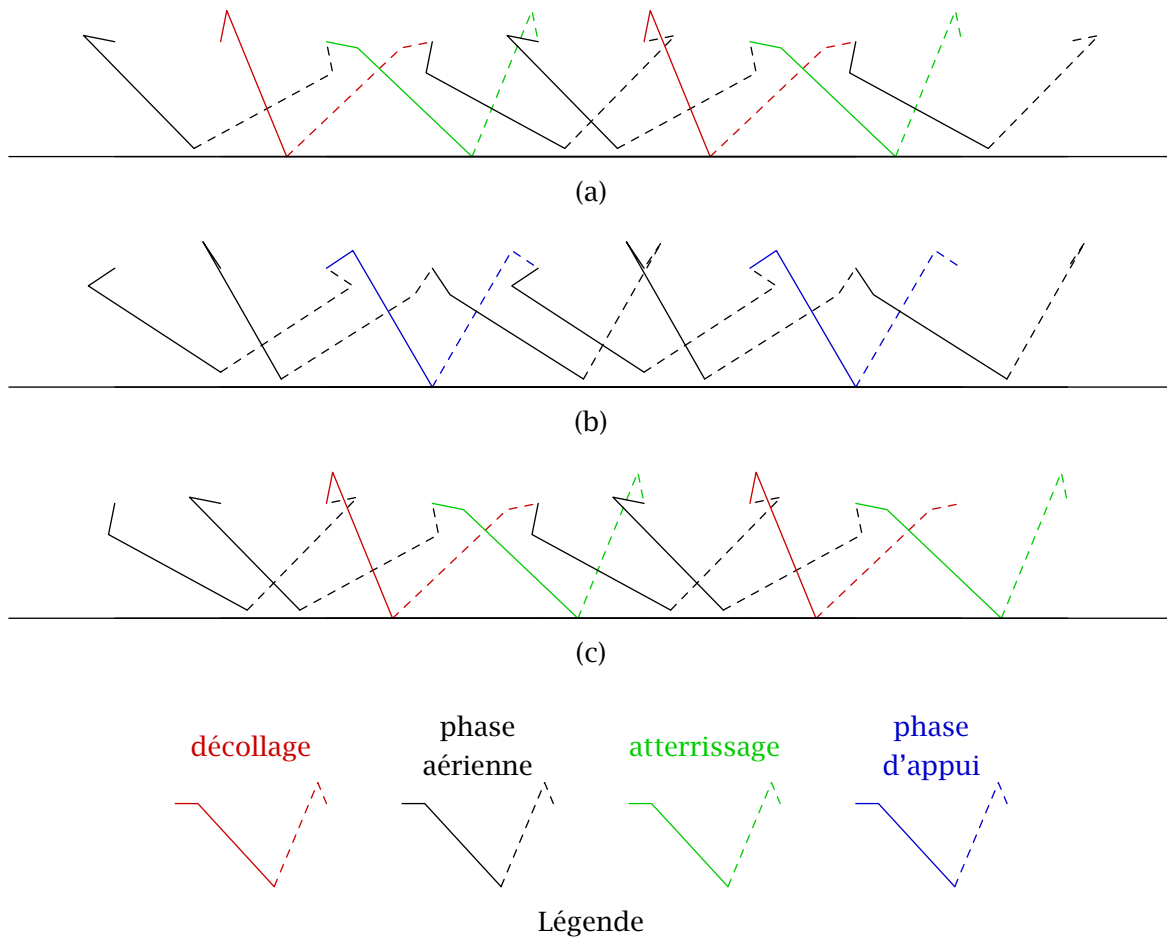 (a)
(b)
(c)
décollage
phase
aérienne
atterrissage
phase
d'appui
Légende